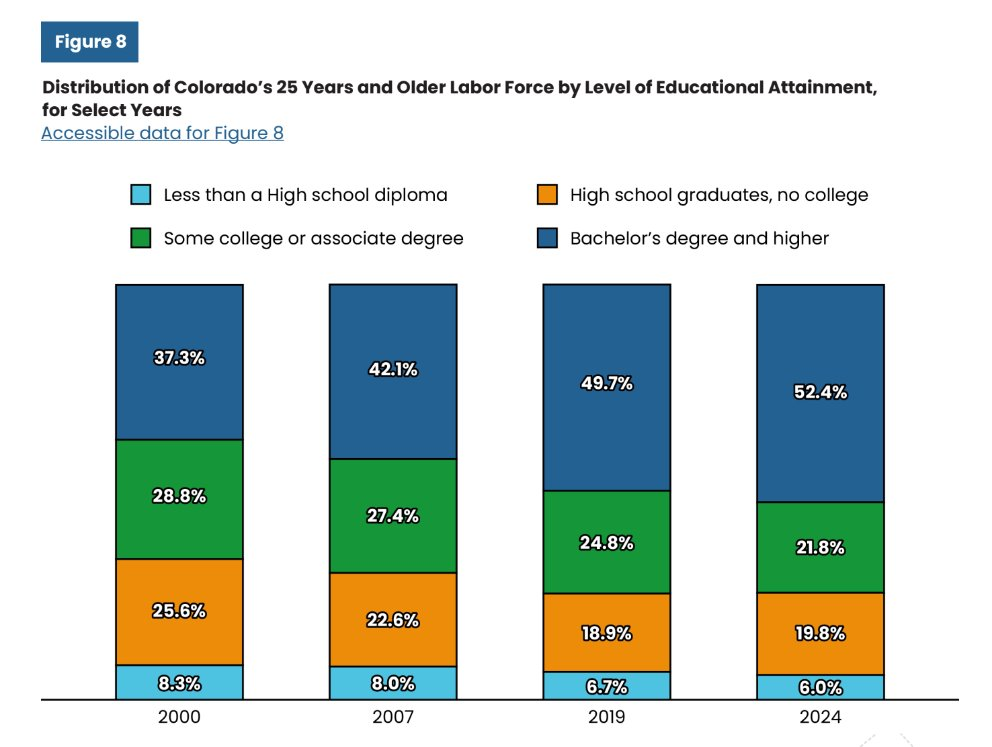 Figure 8
Distribution of Colorado’s 25 Years and Older Labor Force by Level of Educational Attainment,
for Select Years
Accessible data for Figure 8
Less than a High school diploma
High school graduates, no college
Some college or associate degree
Bachelor’s degree and higher
37.3%
42.1%
49.7%
52.4%
28.8%
27.4%
24.8%
21.8%
25.6%
22.6%
18.9%
19.8%
8.3%
8.0%
6.7%
6.0%
2000
2007
2019
2024